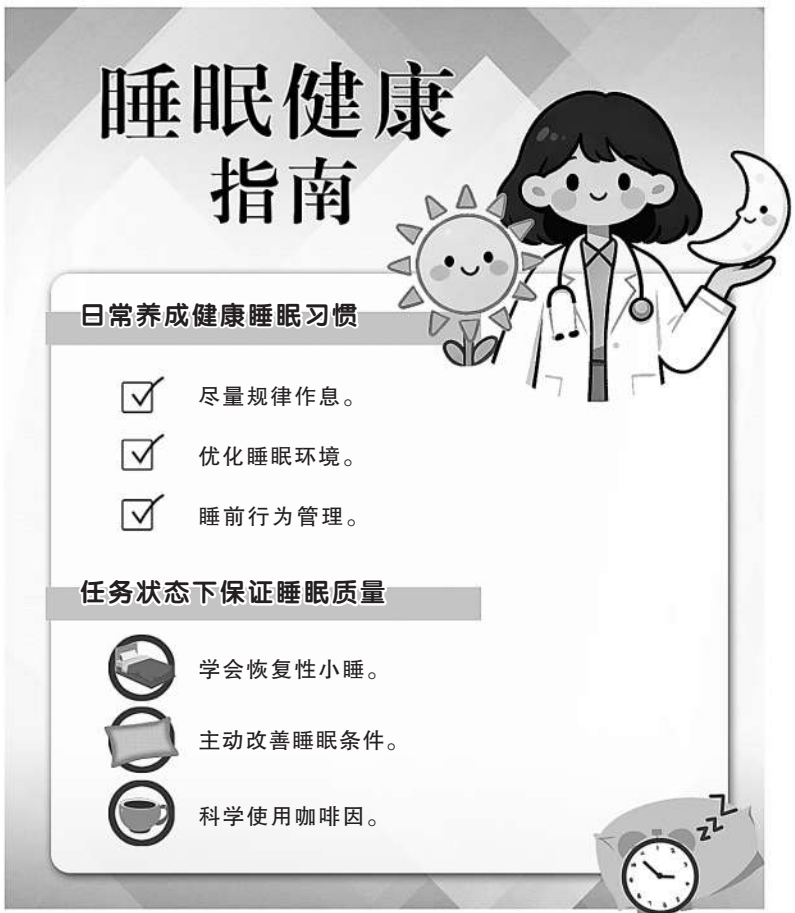 睡眠健康
指南
日常养成健康睡眠习惯
尽量规律作息。
优化睡眠环境。
睡前行为管理。
任务状态下保证睡眠质量
学会恢复性小睡。
主动改善睡眠条件。
科学使用咖啡因。
zzz